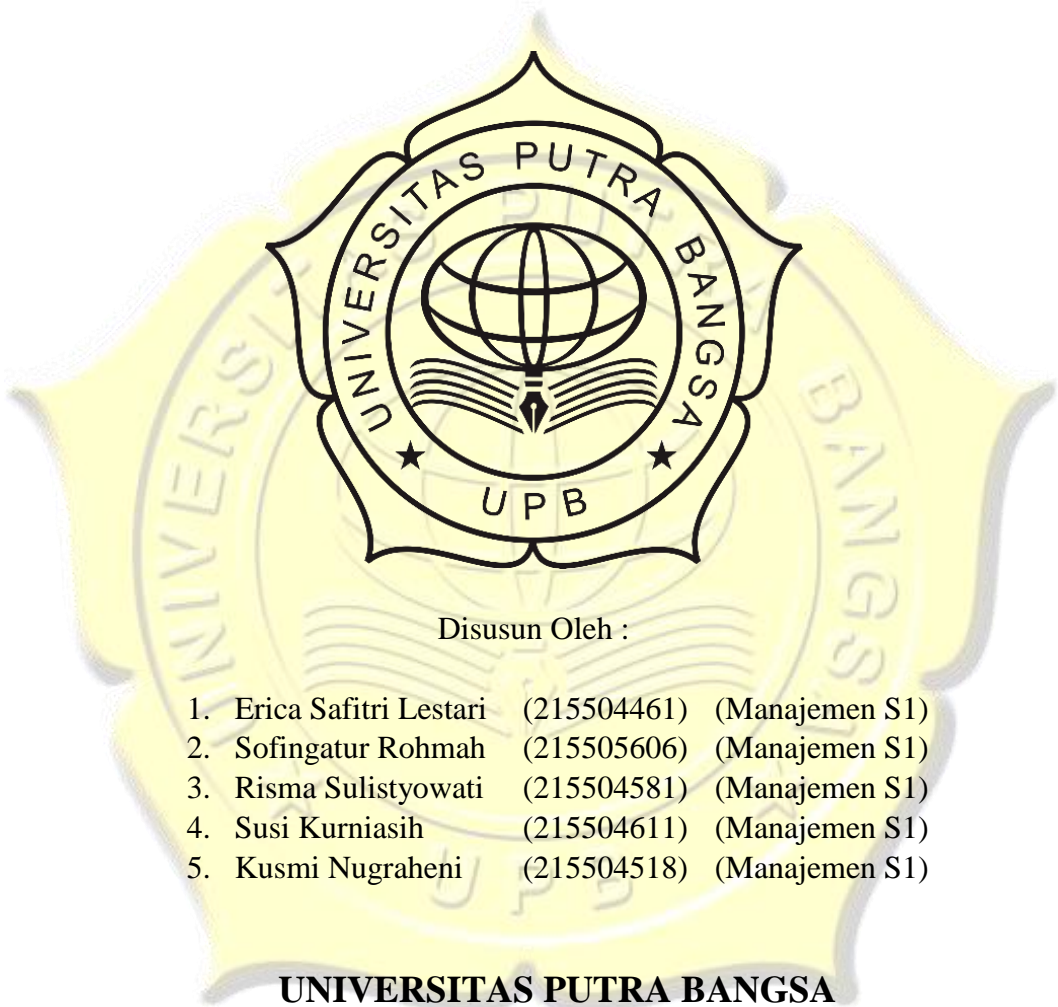 UNIVERSITAS PUTRA BANGSA
UPB
Disusun Oleh :
1. Erica Safitri Lestari (215504461) (Manajemen S1)
2. Sofingatur Rohmah (215505606) (Manajemen S1)
3. Risma Sulistyowati (215504581) (Manajemen S1)
4. Susi Kurniasih (215504611) (Manajemen S1)
5. Kusmi Nugraheni (215504518) (Manajemen S1)
UNIVERSITAS PUTRA BANGSA